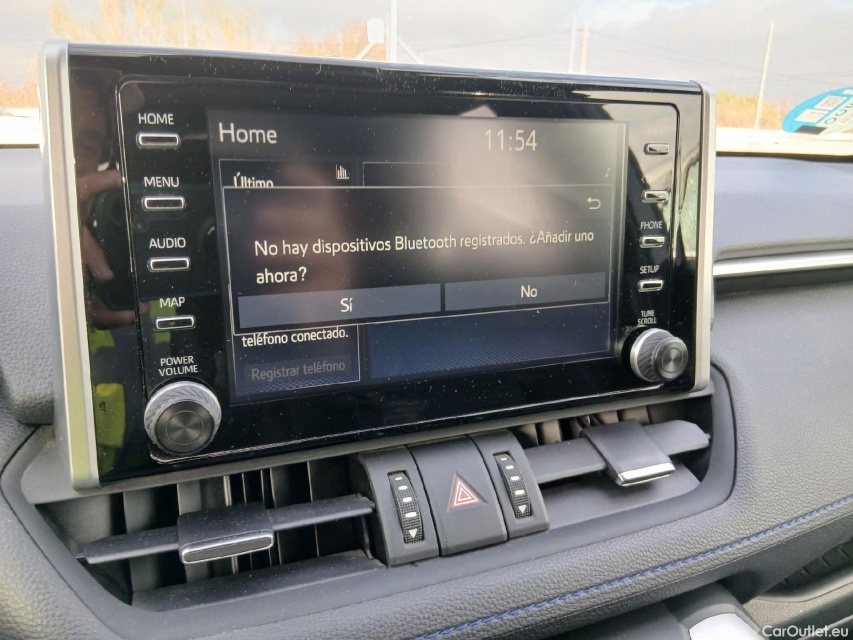 HOME
MENU
AUDIO
MAP
POWER
VOLUME
Home
11:54
Último
No hay dispositivos Bluetooth registrados. ¿Añadir uno
ahora?
Sí
No
teléfono conectado.
Registrar teléfono
PHONE
SETUP
TUNE
SCROLL
CarOutlet.eu